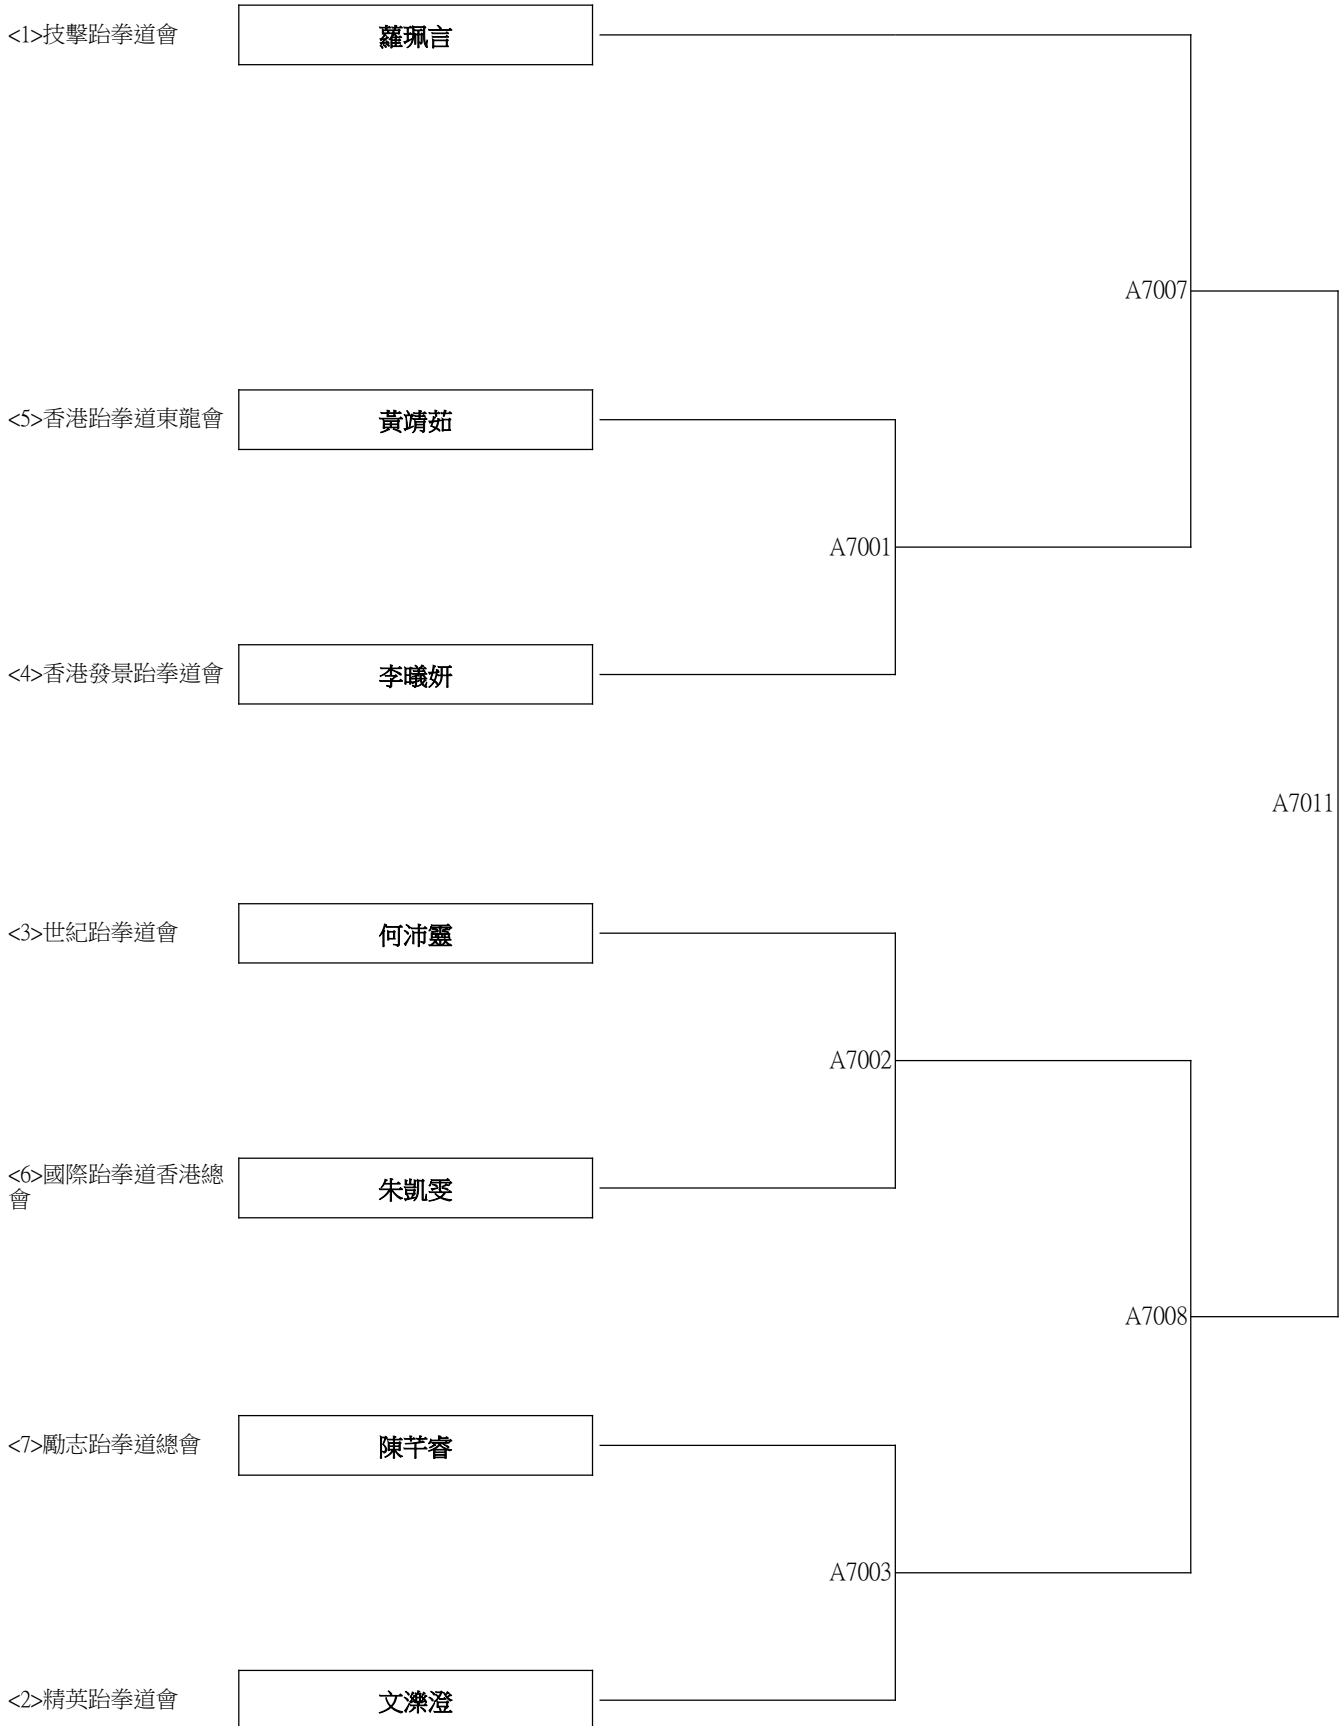 <1>技擊跆拳道會
蘿珮言
A7007
<5>香港跆拳道東龍會
黃靖茹
A7001
<4>香港發景跆拳道會
李曦妍
A7011
<3>世紀跆拳道會
何沛靈
A7002
<6>國際跆拳道香港總
會
朱凱雯
A7008
<7>勵志跆拳道總會
陳芊睿
A7003
<2>精英跆拳道會
文濼澄